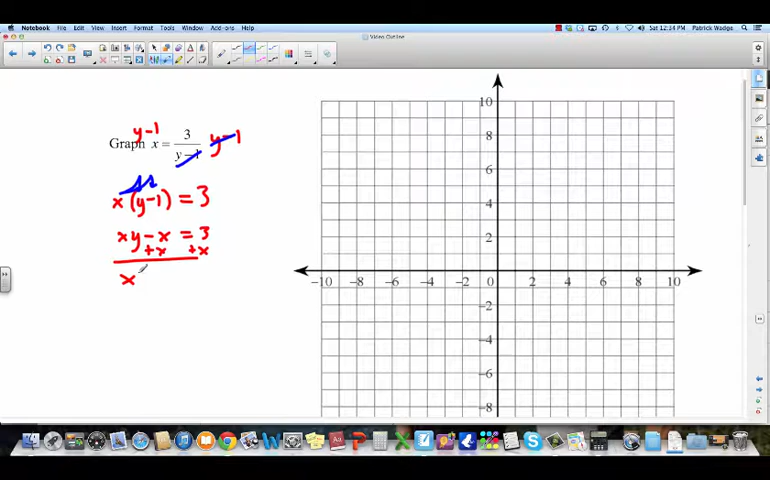 Notebook File Edit View Insert Format Tools Window Add-ons Help Sat 12:34 PM Patrick Wadge
Video Outline
y-1
Graph x = 3/(y-1) y-1
x(y-1) = 3
xy - x = 3
+x +x
x
10
8
6
4
2
-10 -8 -6 -4 -2 0 2 4 6 8 10
-2
-4
-6
-8